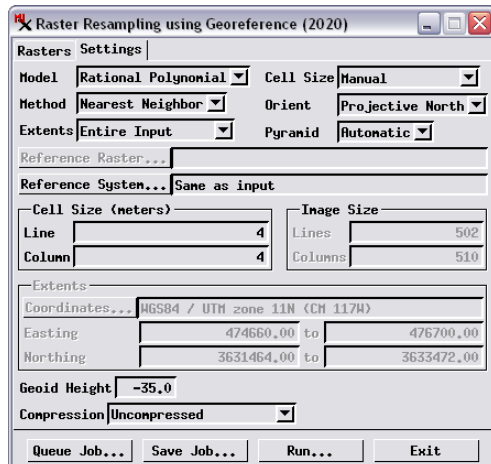 Raster Resampling using Georeference (2020)
Rasters Settings
Model Rational Polynomial Cell Size Manual
Method Nearest Neighbor Orient Projective North
Extents Entire Input Pyramid Automatic
Reference Raster...
Reference System... Same as input
Cell Size (meters) Image Size
Line 4 Lines 502
Column 4 Columns 510
Extents
Coordinates... WGS84 / UTM zone 11N (CM 117W)
Easting 474660.00 to 476700.00
Northing 3631464.00 to 3633472.00
Geoid Height -35.0
Compression Uncompressed
Queue Job... Save Job... Run... Exit